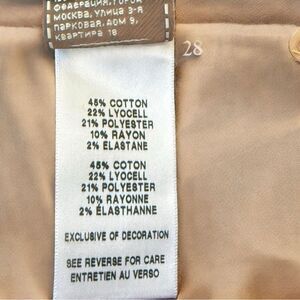 ФЕДЕРАЦИЯ, ГОРОД
МОСКВА, УЛИЦА 3-Я
ПАРКОВАЯ, ДОМ 9,
КВАРТИРА 18
28
45% COTTON
22% LYOCELL
21% POLYESTER
10% RAYON
2% ELASTANE
45% COTON
22% LYOCELL
21% POLYESTER
10% RAYONNE
2% ELASTHANNE
EXCLUSIVE OF DECORATION
SEE REVERSE FOR CARE
ENTRETIEN AU VERSO